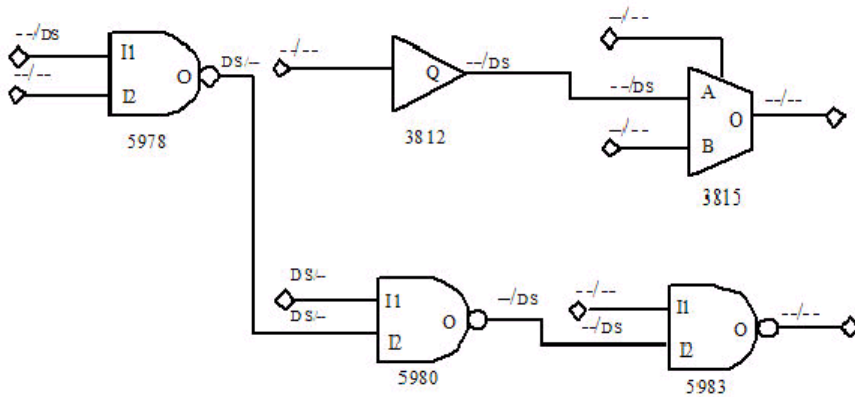 --/DS
--/--
I1
I2
O
DS/--
5978
--/--
Q
--/DS
3812
--/--
--/DS
--/--
A
B
O
--/--
3815
DS/--
DS/--
I1
I2
O
--/DS
5980
--/--
--/DS
I1
I2
O
--/--
5983